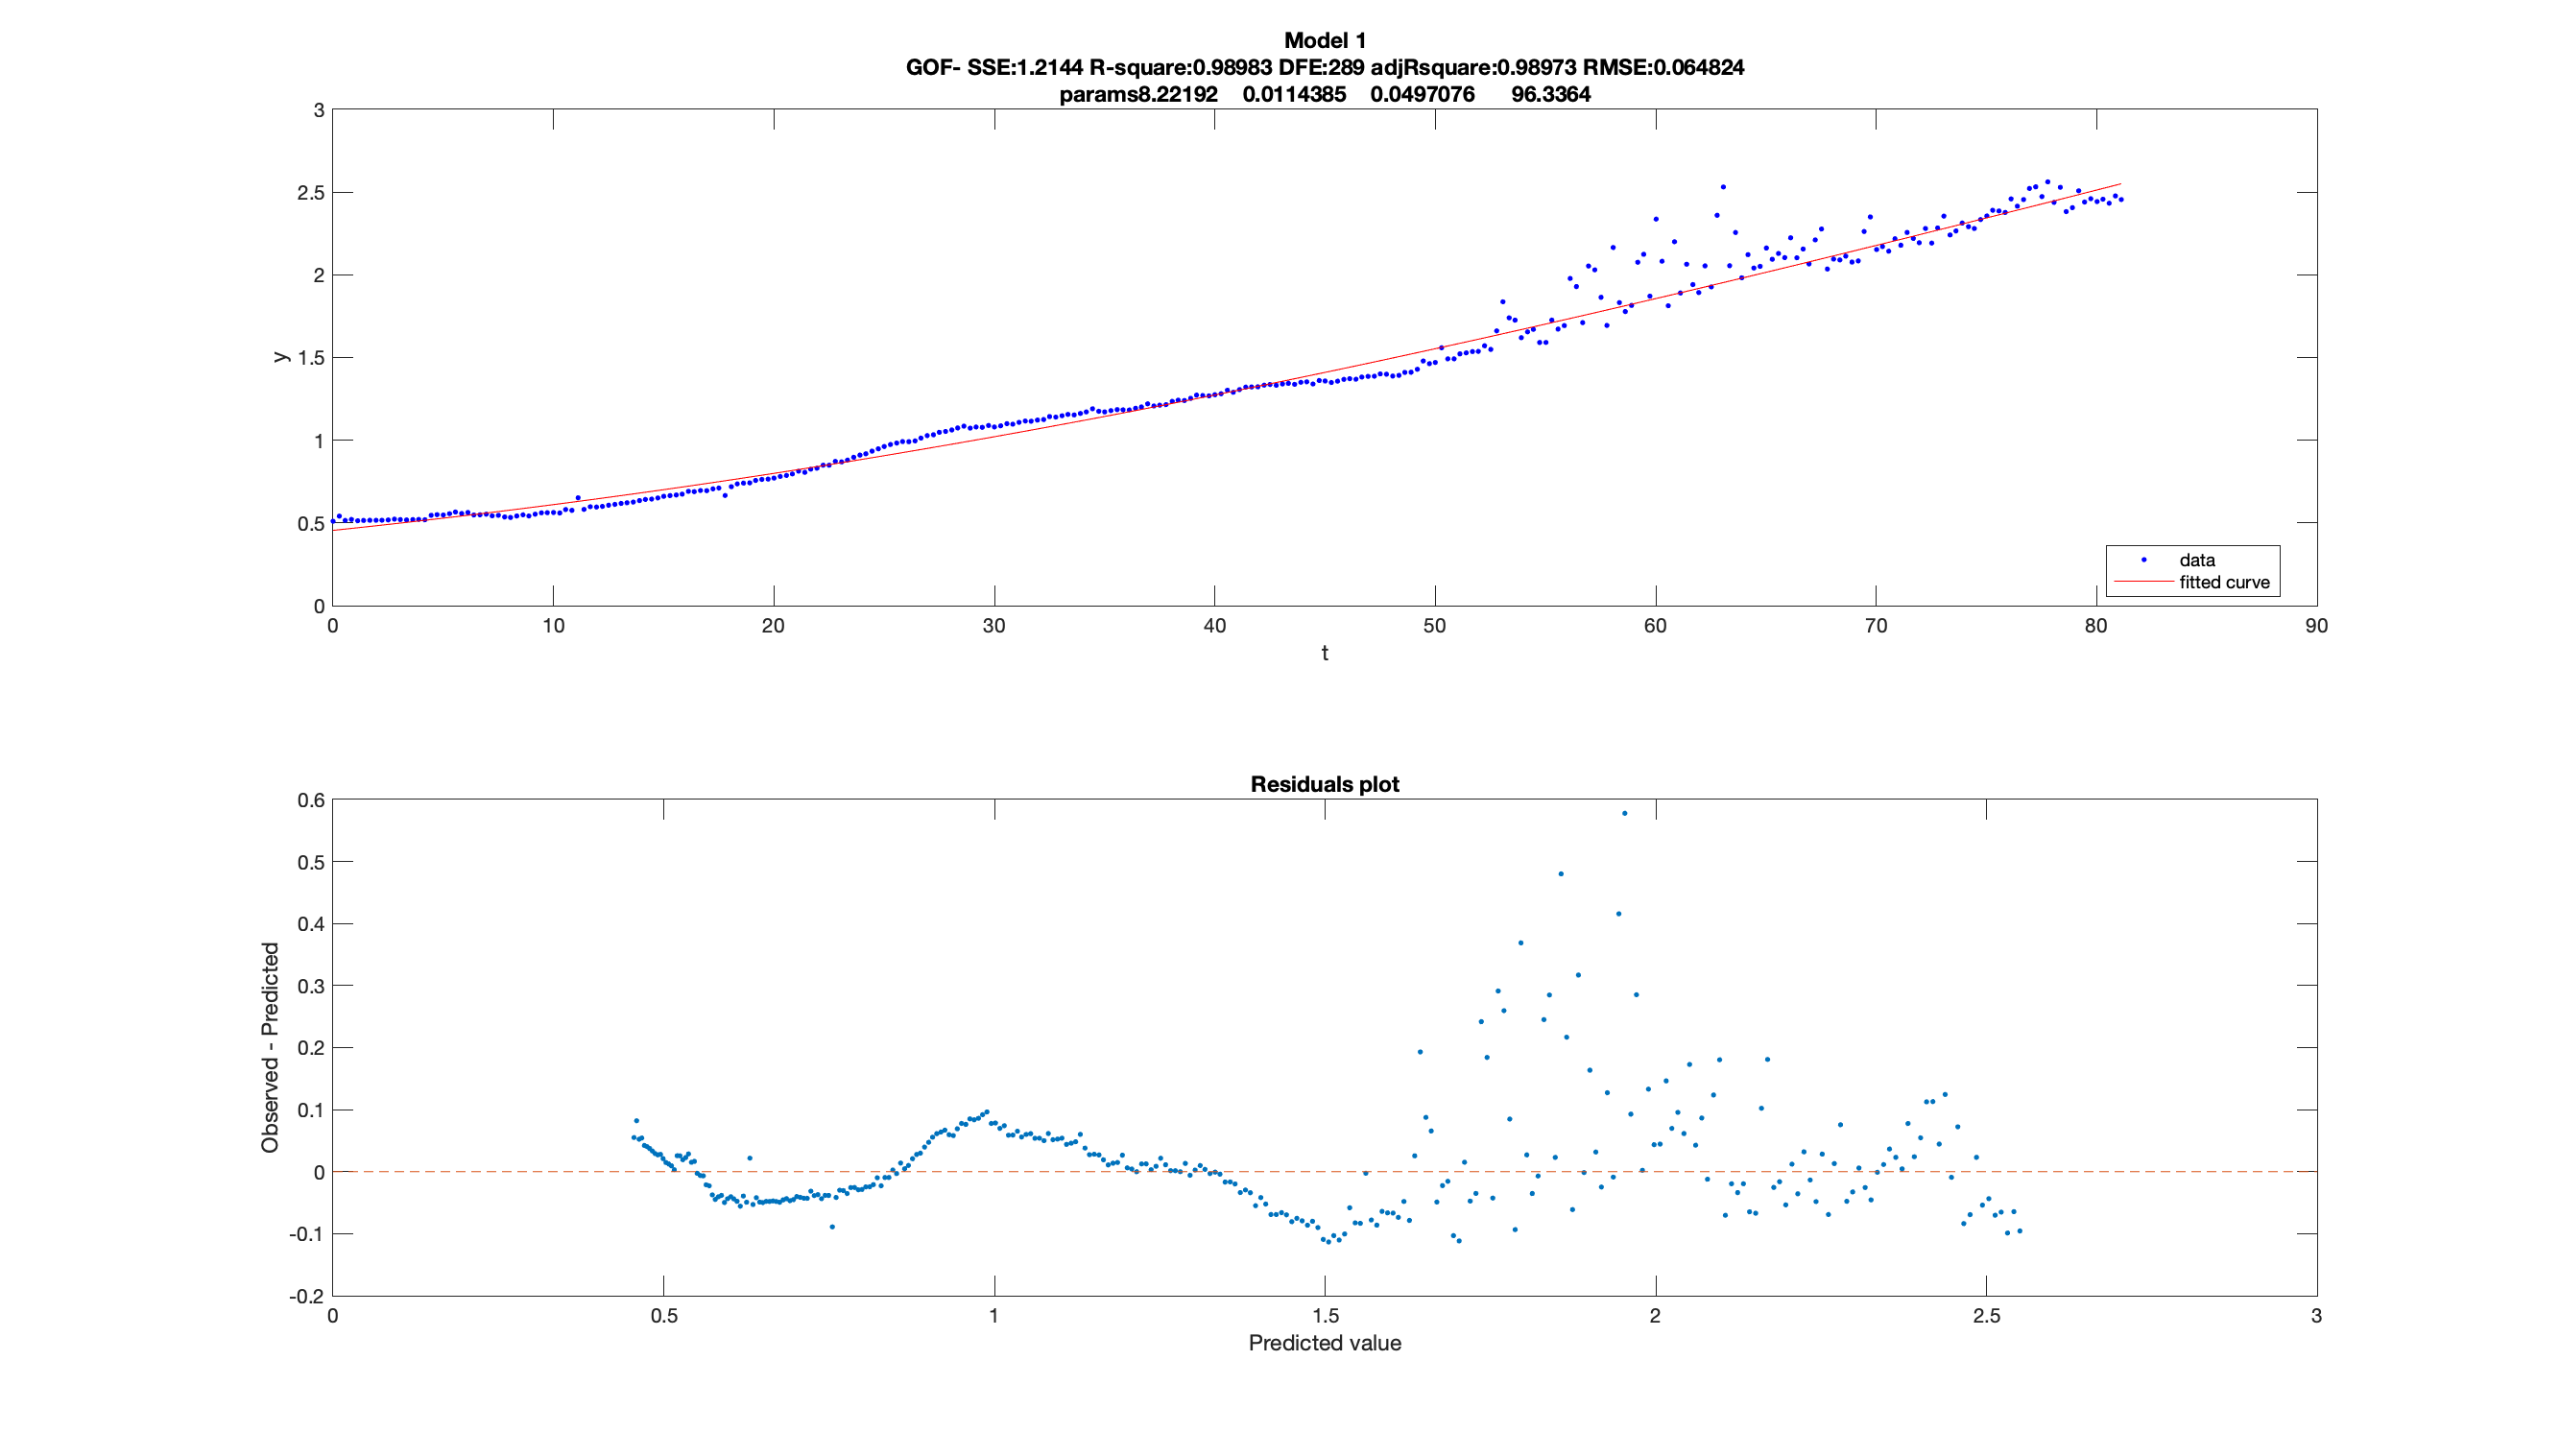 Model 1
GOF- SSE:1.2144 R-square:0.98983 DFE:289 adjRsquare:0.98973 RMSE:0.064824
params8.22192 0.0114385 0.0497076 96.3364
3
2.5
2
1.5
1
0.5
0
y
0 10 20 30 40 50 60 70 80 90
t
data
fitted curve
Residuals plot
0.6
0.5
0.4
0.3
0.2
0.1
0
-0.1
-0.2
Observed - Predicted
0 0.5 1 1.5 2 2.5 3
Predicted value